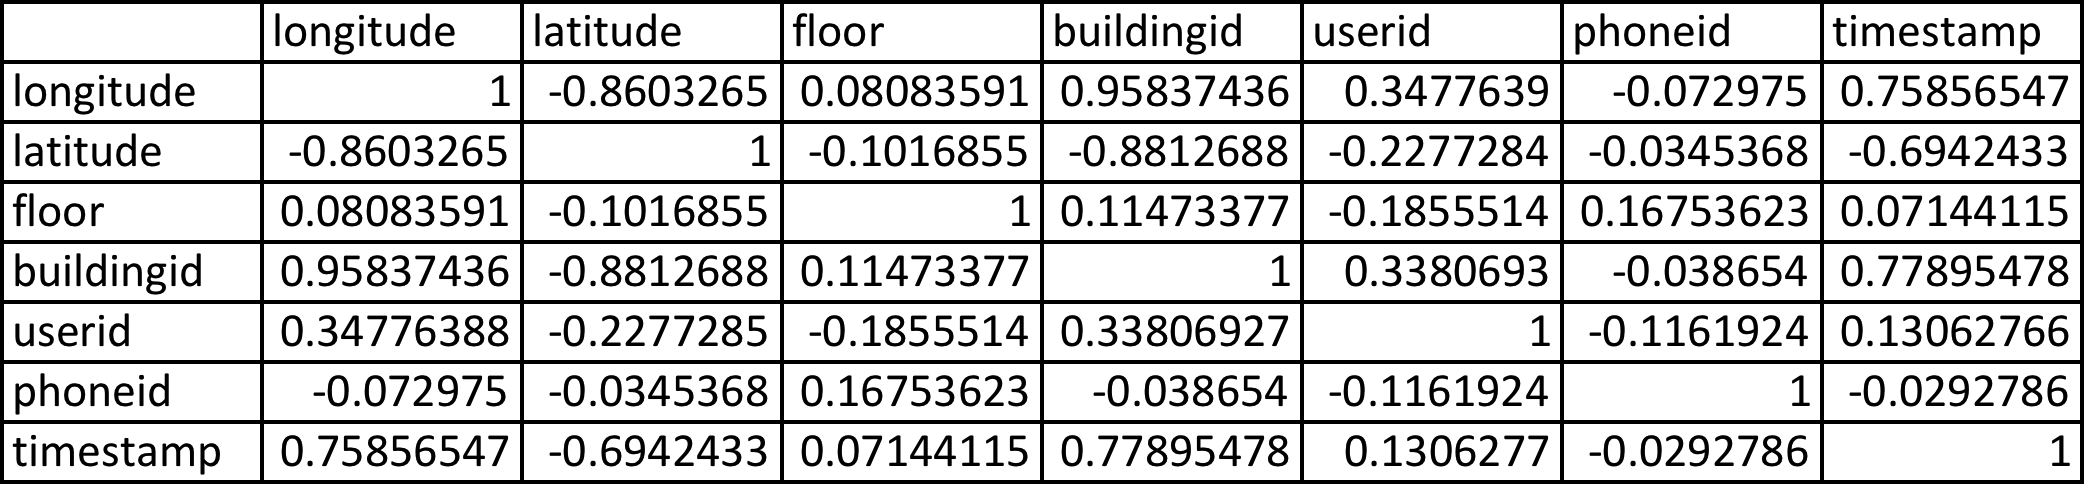 longitude latitude floor buildingid userid phoneid timestamp
longitude 1 -0.8603265 0.08083591 0.95837436 0.3477639 -0.072975 0.75856547
latitude -0.8603265 1 -0.1016855 -0.8812688 -0.2277284 -0.0345368 -0.6942433
floor 0.08083591 -0.1016855 1 0.11473377 -0.1855514 0.16753623 0.07144115
buildingid 0.95837436 -0.8812688 0.11473377 1 0.3380693 -0.038654 0.77895478
userid 0.34776388 -0.2277285 -0.1855514 0.33806927 1 -0.1161924 0.13062766
phoneid -0.072975 -0.0345368 0.16753623 -0.038654 -0.1161924 1 -0.0292786
timestamp 0.75856547 -0.6942433 0.07144115 0.77895478 0.1306277 -0.0292786 1